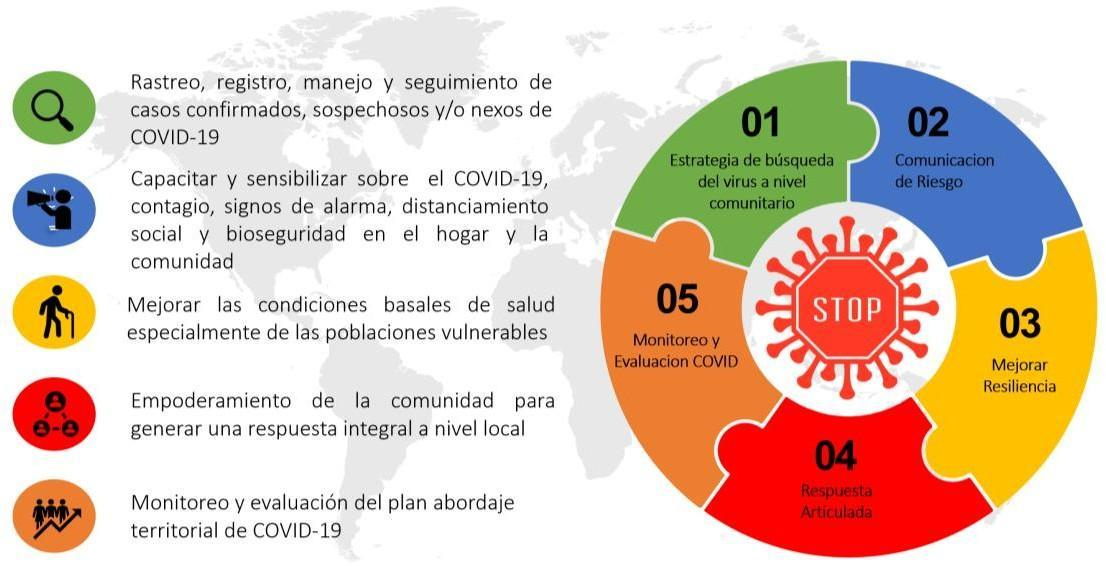 Rastreo, registro, manejo y seguimiento de
casos confirmados, sospechosos y/o nexos de
COVID-19
Capacitar y sensibilizar sobre el COVID-19,
contagio, signos de alarma, distanciamiento
social y bioseguridad en el hogar y la
comunidad
Mejorar las condiciones basales de salud
especialmente de las poblaciones vulnerables
Empoderamiento de la comunidad para
generar una respuesta integral a nivel local
Monitoreo y evaluación del plan abordaje
territorial de COVID-19
01
Estrategia de búsqueda
del virus a nivel
comunitario
02
Comunicacion
de Riesgo
03
Mejorar
Resiliencia
04
Respuesta
Articulada
05
Monitoreo y
Evaluacion COVID
STOP